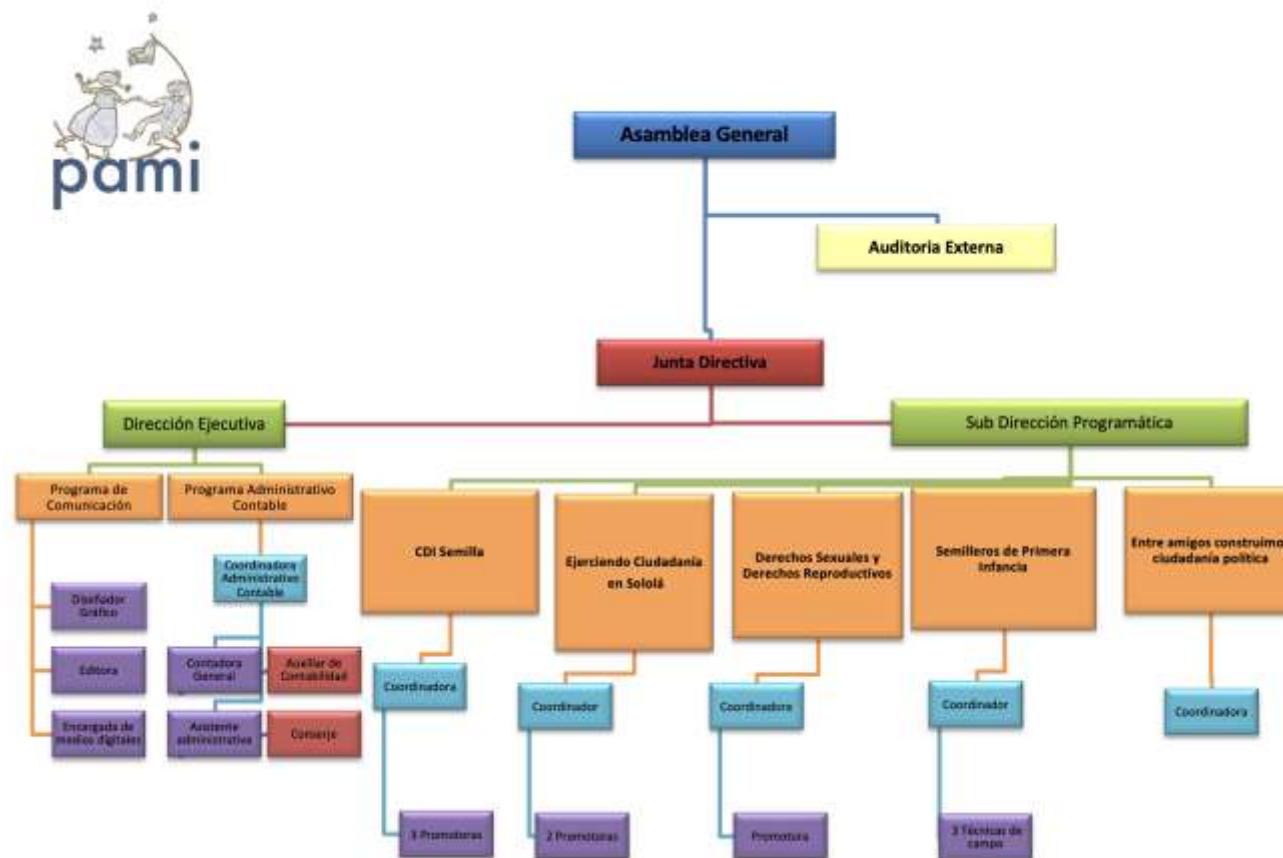 pami
Asamblea General
Auditoria Externa
Junta Directiva
Dirección Ejecutiva
Sub Dirección Programática
Programa de
Comunicación
Programa Administrativo
Contable
CDI Semilla
Ejerciendo Ciudadanía
en Sololá
Derechos Sexuales y
Derechos Reproductivos
Semilleros de Primera
Infancia
Entre amigos construimo
ciudadanía política
Coordinadora
Administrativo
Contable
Diseñador
Gráfico
Editora
Encargada de
medios digitales
Contadora
General
Auxiliar de
Contabilidad
Asistente
administrativa
Conserje
Coordinadora
Coordinador
Coordinadora
Coordinador
Coordinadora
3 Promotoras
2 Promotoras
Promotora
3 Técnicas de
campo